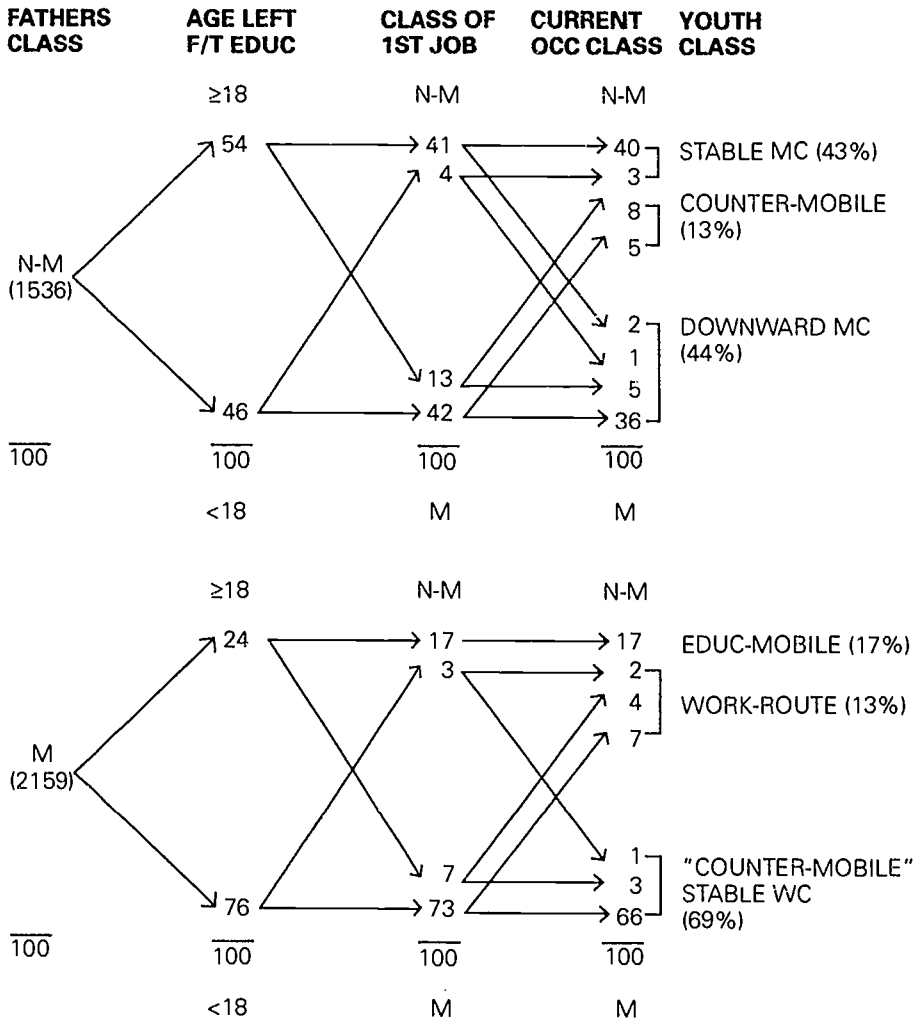 FATHERS CLASS AGE LEFT F/T EDUC CLASS OF 1ST JOB CURRENT OCC CLASS YOUTH CLASS
≥18 N-M N-M
54 41 40 STABLE MC (43%)
4 3
8 COUNTER-MOBILE
5 (13%)
N-M
(1536)
2 DOWNWARD MC
1 (44%)
13 5
46 42 36
100 100 100 100
<18 M M
≥18 N-M N-M
24 17 17 EDUC-MOBILE (17%)
3 2
4 WORK-ROUTE (13%)
7
M
(2159)
1 "COUNTER-MOBILE"
7 3 STABLE WC
76 73 66 (69%)
100 100 100 100
<18 M M